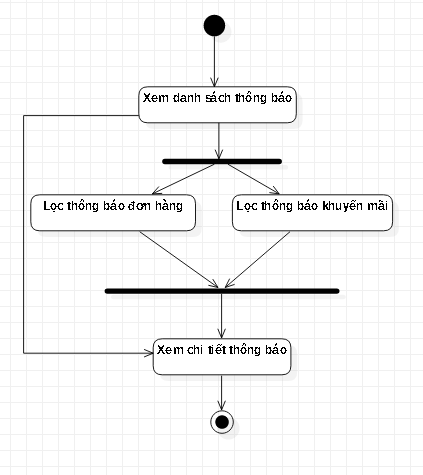 Xem danh sách thông báo
Lọc thông báo đơn hàng
Lọc thông báo khuyến mãi
Xem chi tiết thông báo